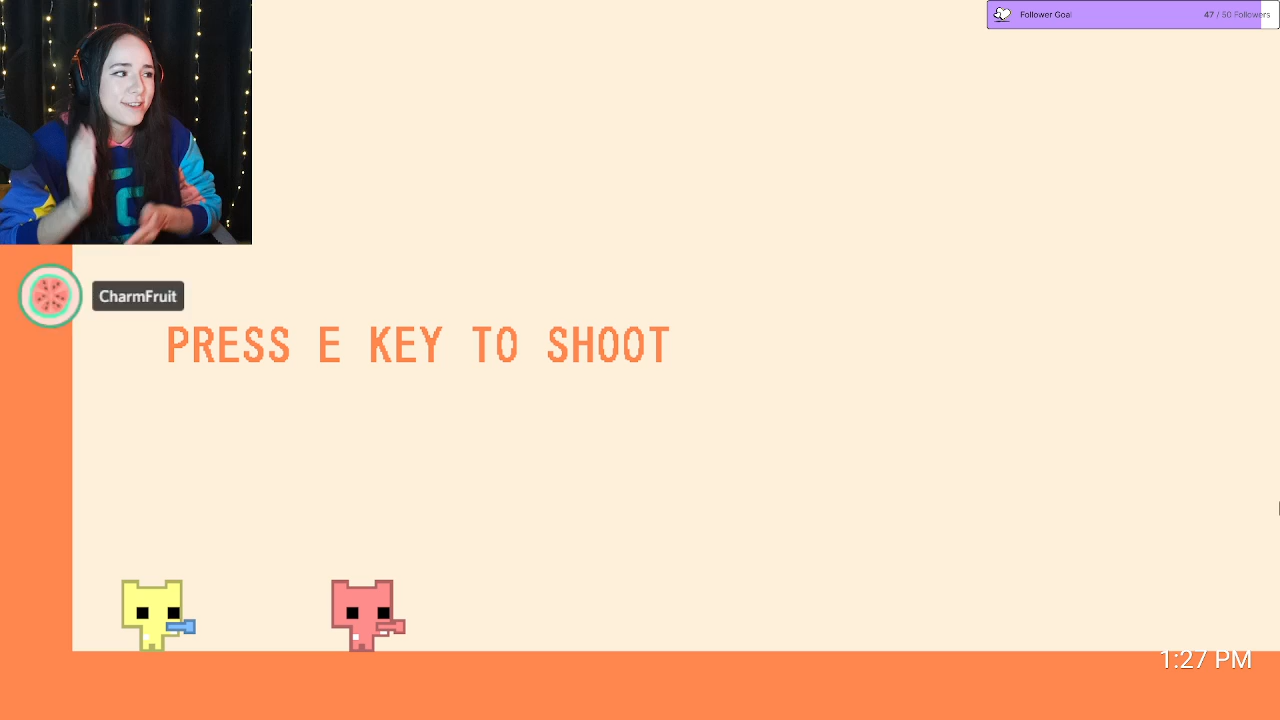 Follower Goal
47 / 50 Followers
CharmFruit
PRESS E KEY TO SHOOT
1:27 PM